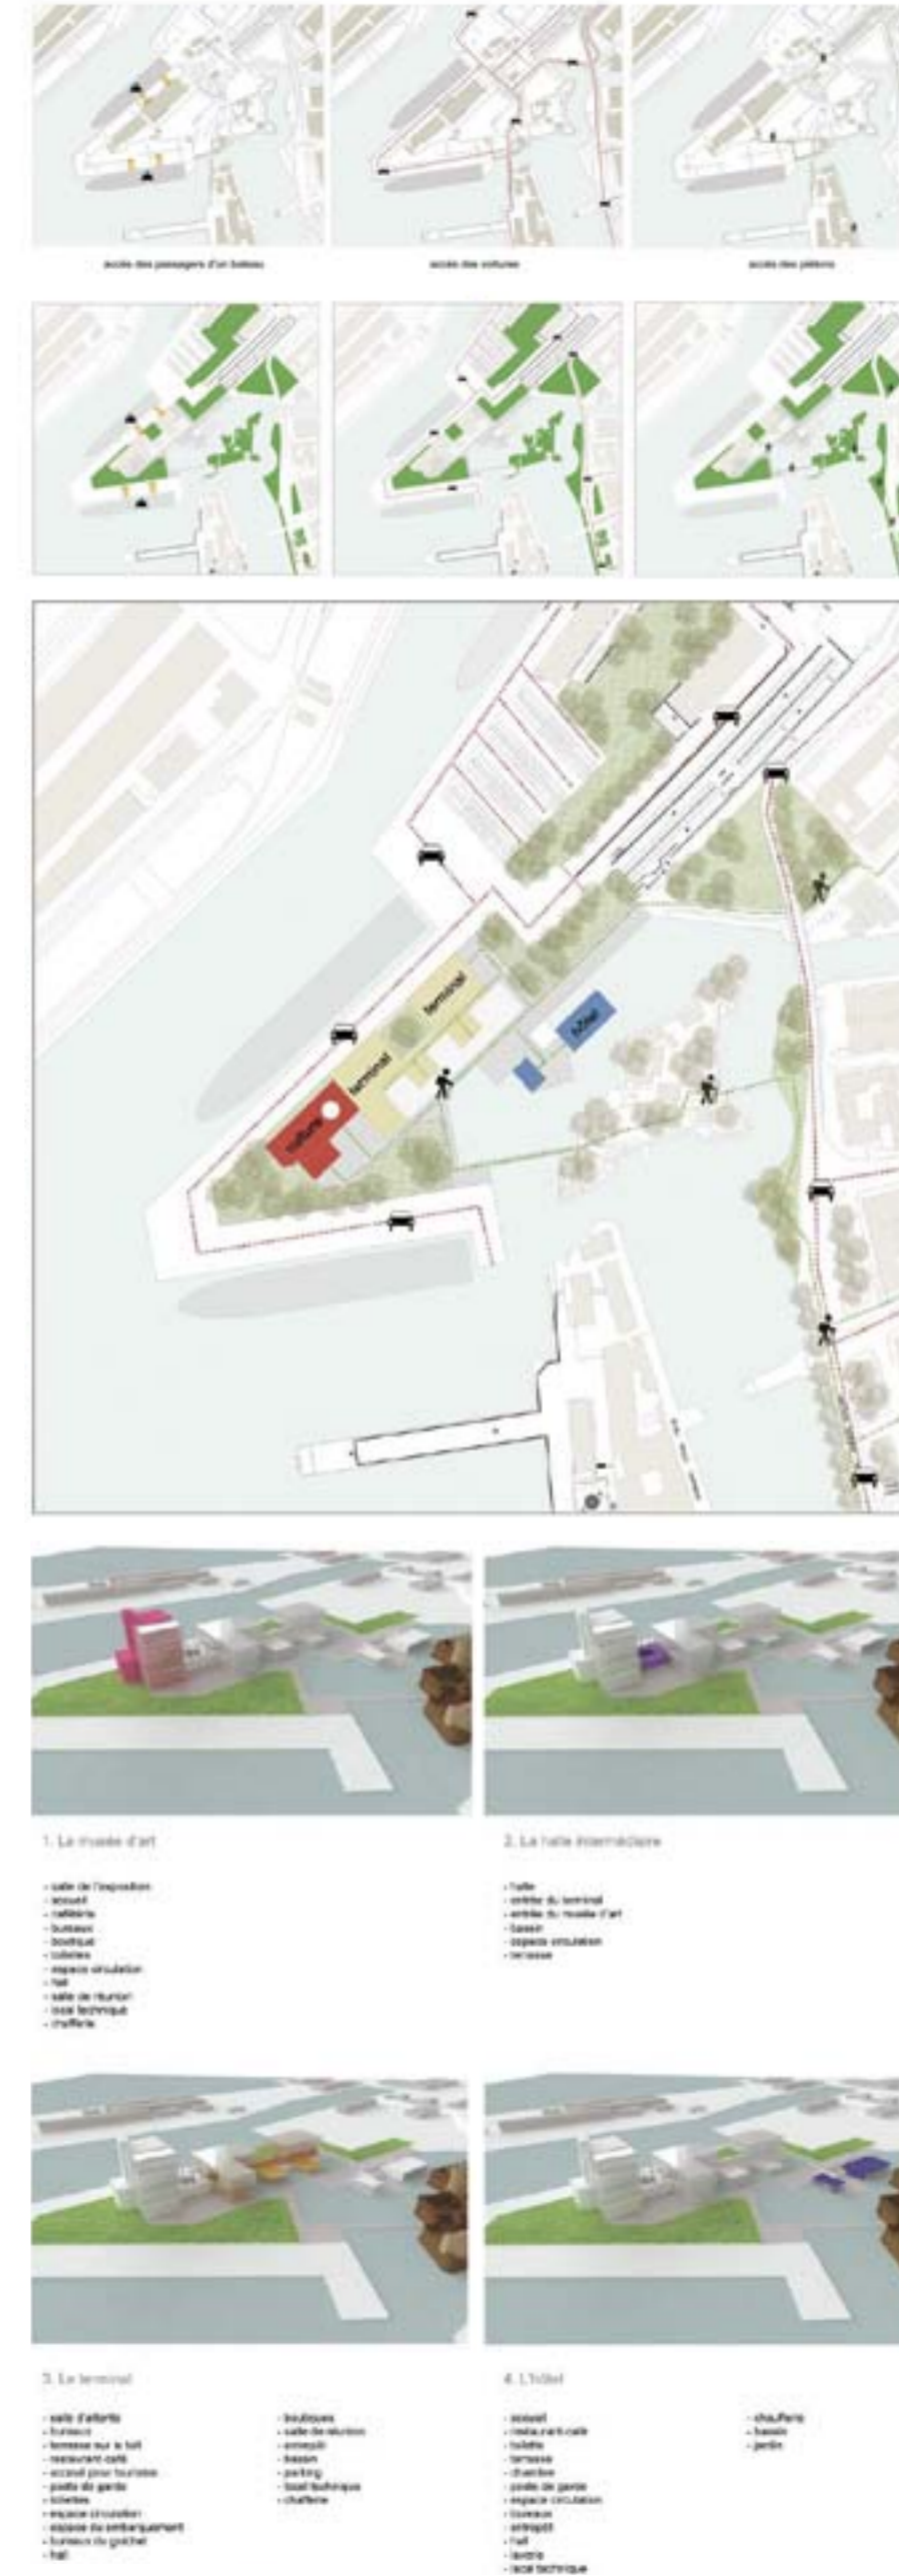 accès des passagers d'un bateau
accès des voitures
accès des piétons
terminal
terminal
hôtel
culture
1. Le musée d'art
- salle de l'exposition
- accueil
- cafétéria
- bureaux
- boutique
- toilettes
- espace circulation
- hall
- salle de réunion
- local technique
- chaufferie
2. La halle intermédiaire
- halle
- entrée du terminal
- entrée du musée d'art
- bassin
- espace circulation
- terrasse
3. Le terminal
- salle d'attente
- bureaux
- terrasse sur le toit
- restaurant-café
- accueil pour touristes
- poste de garde
- toilettes
- espace circulation
- espace du embarquement
- bureaux du guichet
- hall
- boutiques
- salle de réunion
- entrepôt
- bassin
- parking
- local technique
- chaufferie
4. L'hôtel
- accueil
- restaurant-café
- toilette
- terrasse
- chambre
- poste de garde
- espace circulation
- bureaux
- entrepôt
- hall
- laverie
- local technique
- chaufferie
- bassin
- jardin